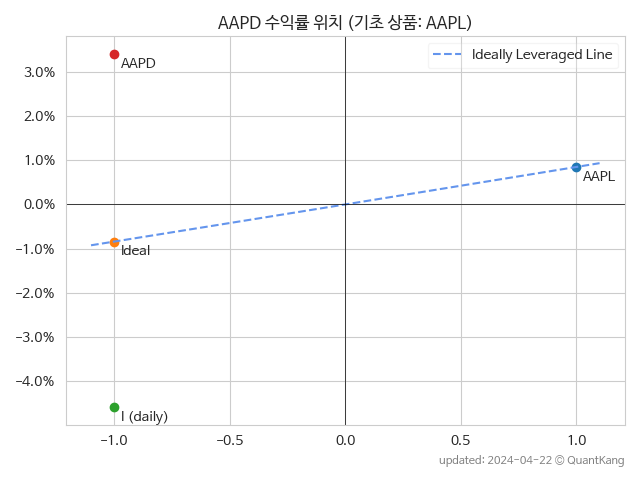 AAPD 수익률 위치 (기초 상품: AAPL)
Ideally Leveraged Line
3.0%
2.0%
1.0%
0.0%
−1.0%
−2.0%
−3.0%
−4.0%
AAPD
AAPL
Ideal
I (daily)
−1.0
−0.5
0.0
0.5
1.0
updated: 2024-04-22 © QuantKang